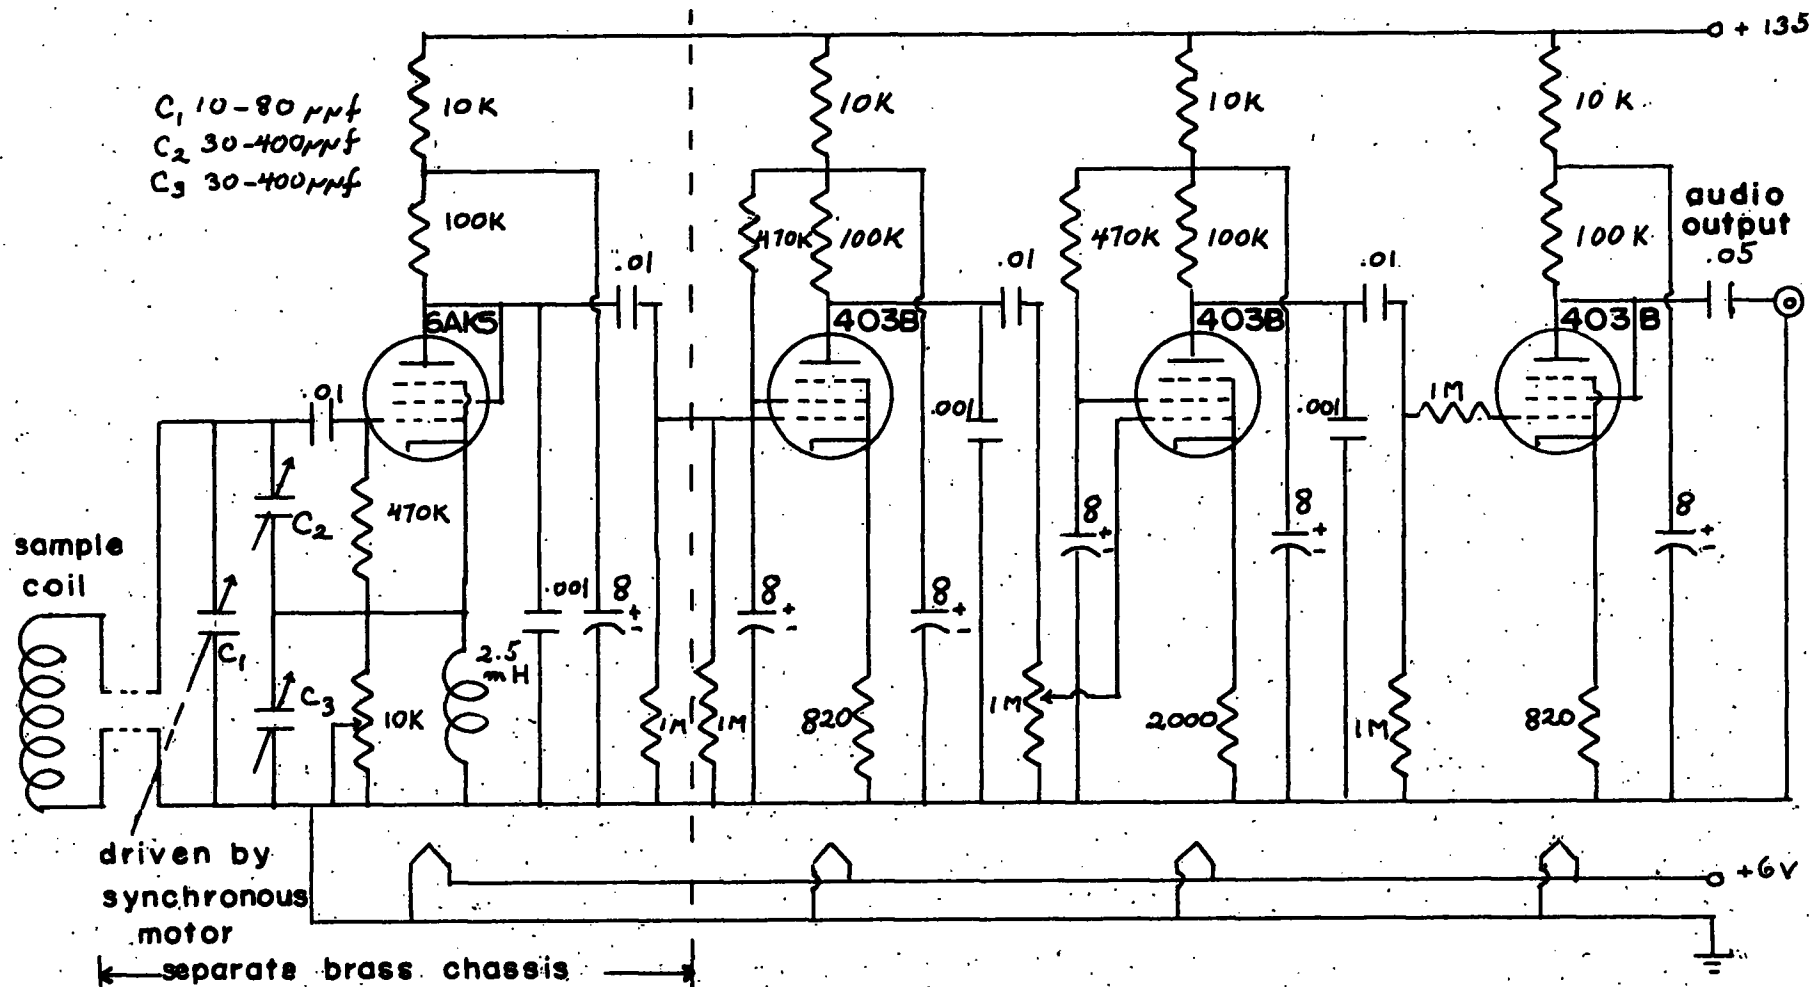 + 135
C1 10-80 μμf
C2 30-400μμf
C3 30-400μμf
10K
10K
10K
10K
100K
470K
100K
470K
100K
100K
audio
output
.05
.01
.01
.01
6AK5
403B
403B
403B
.01
.001
.001
1M
470K
C2
sample
coil
C1
C3
10K
2.5
mH
.001
8
+
-
8
+
-
8
+
-
8
+
-
8
+
-
8
+
-
1M
1M
820
1M
2000
1M
820
driven by
synchronous
motor
+6V
separate brass chassis